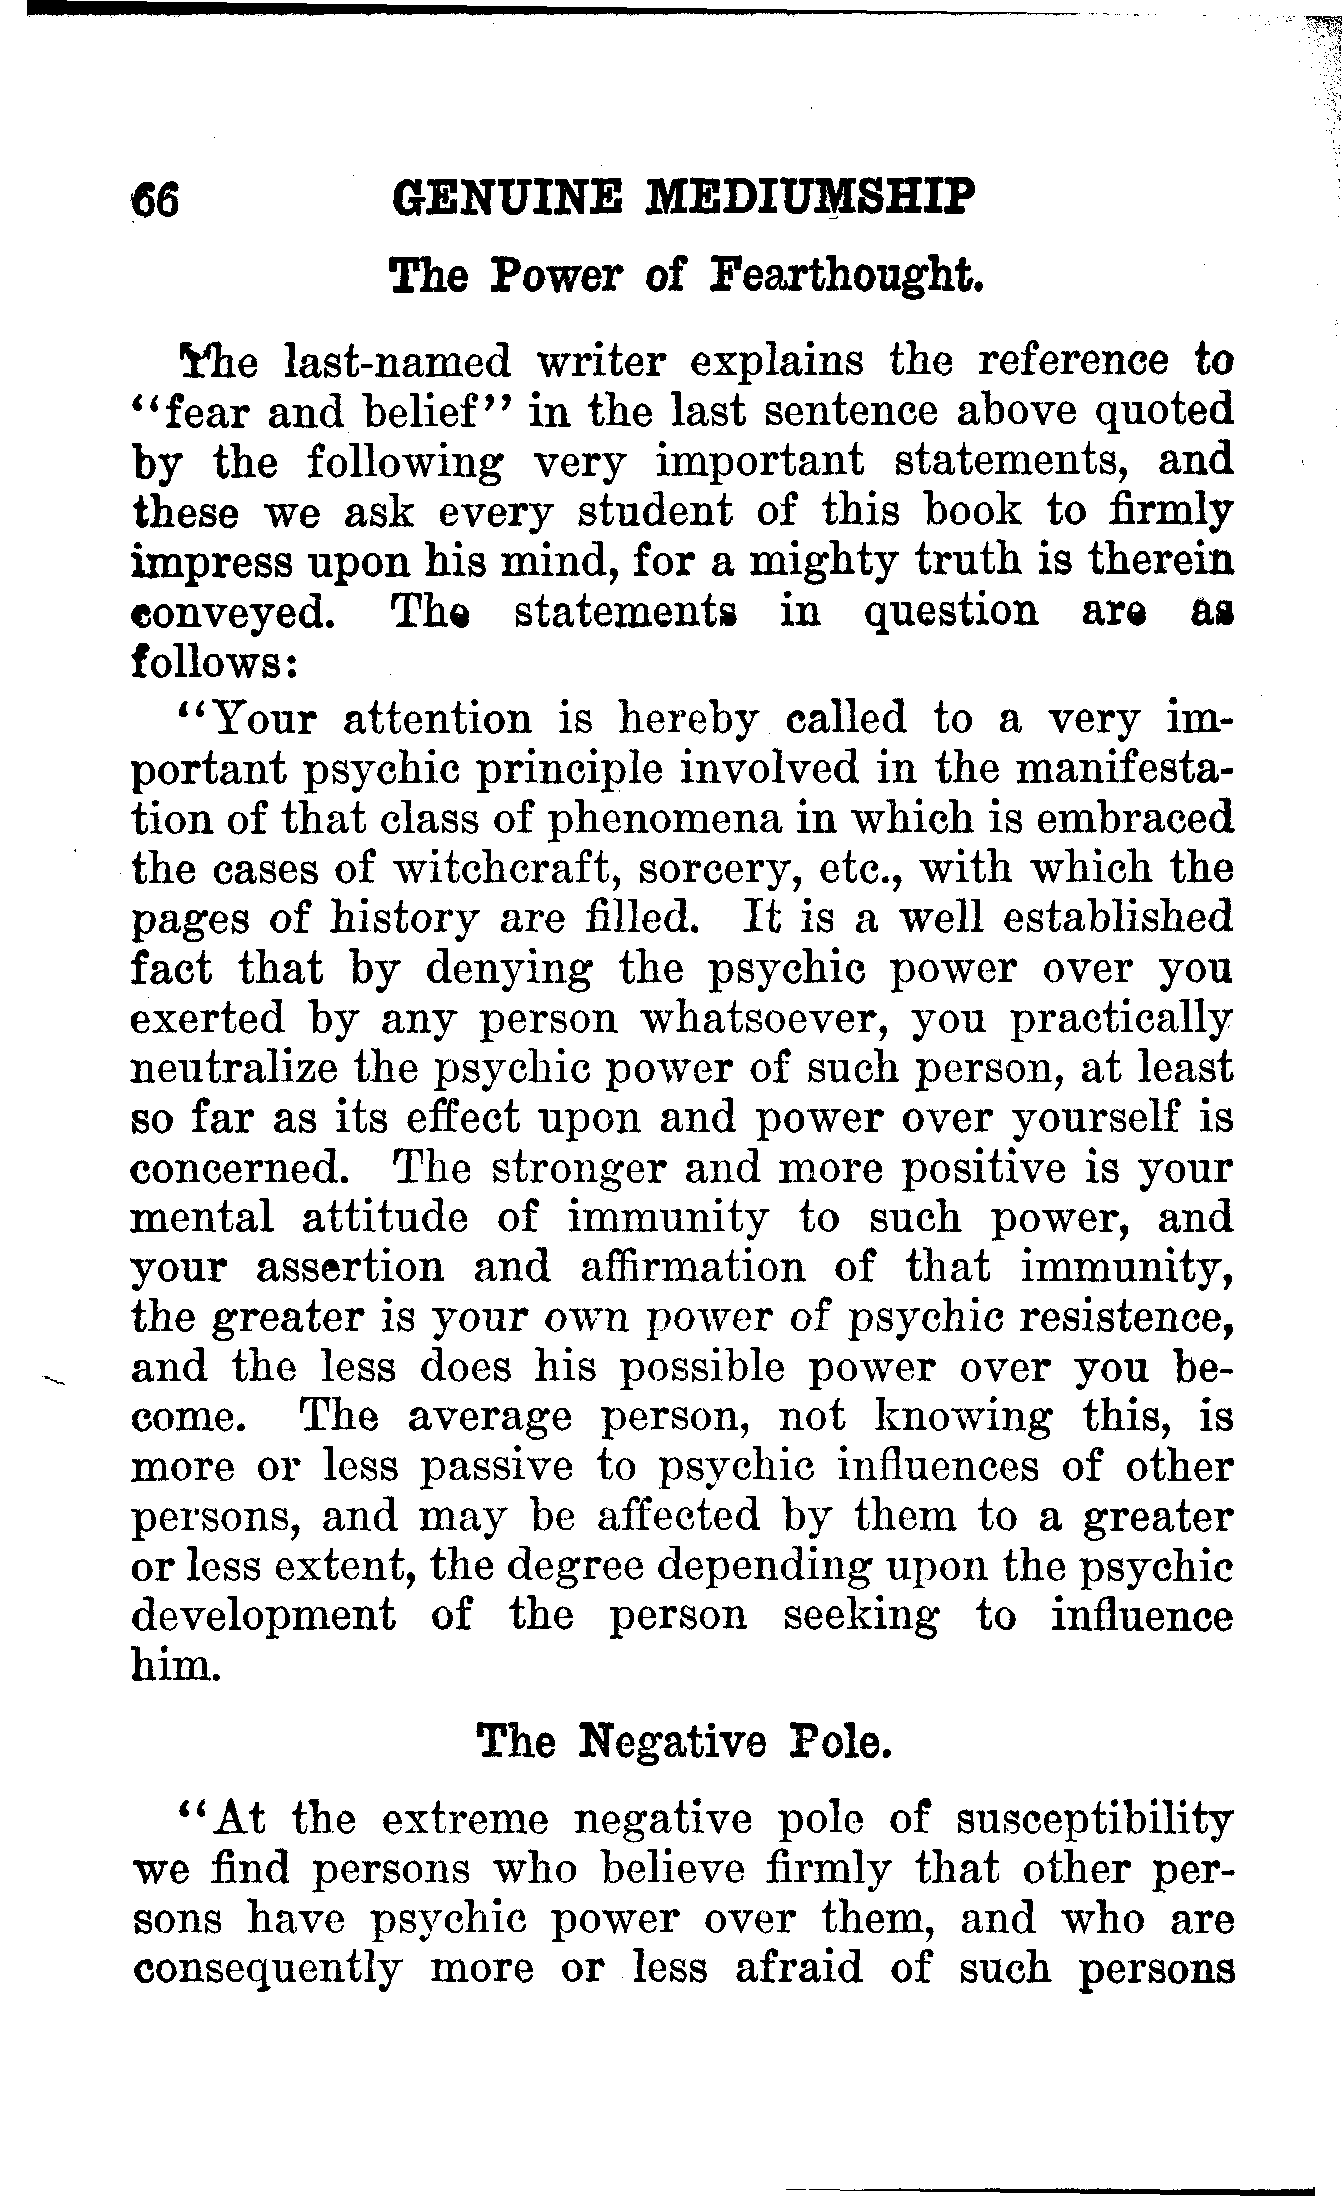 66 GENUINE MEDIUMSHIP
The Power of Fearthought.
The last-named writer explains the reference to
"fear and belief" in the last sentence above quoted
by the following very important statements, and
these we ask every student of this book to firmly
impress upon his mind, for a mighty truth is therein
conveyed. The statements in question are as
follows:
"Your attention is hereby called to a very im-
portant psychic principle involved in the manifesta-
tion of that class of phenomena in which is embraced
the cases of witchcraft, sorcery, etc., with which the
pages of history are filled. It is a well established
fact that by denying the psychic power over you
exerted by any person whatsoever, you practically
neutralize the psychic power of such person, at least
so far as its effect upon and power over yourself is
concerned. The stronger and more positive is your
mental attitude of immunity to such power, and
your assertion and affirmation of that immunity,
the greater is your own power of psychic resistence,
and the less does his possible power over you be-
come. The average person, not knowing this, is
more or less passive to psychic influences of other
persons, and may be affected by them to a greater
or less extent, the degree depending upon the psychic
development of the person seeking to influence
him.
The Negative Pole.
"At the extreme negative pole of susceptibility
we find persons who believe firmly that other per-
sons have psychic power over them, and who are
consequently more or less afraid of such persons